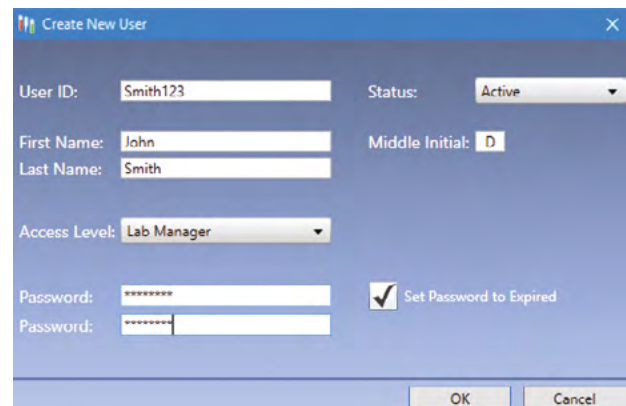 Create New User
User ID: Smith123 Status: Active
First Name: John Middle Initial: D
Last Name: Smith
Access Level: Lab Manager
Password: ******** Set Password to Expired
Password: ********
OK Cancel